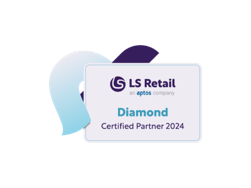 LS Retail
an aptos company
Diamond
Certified Partner 2024